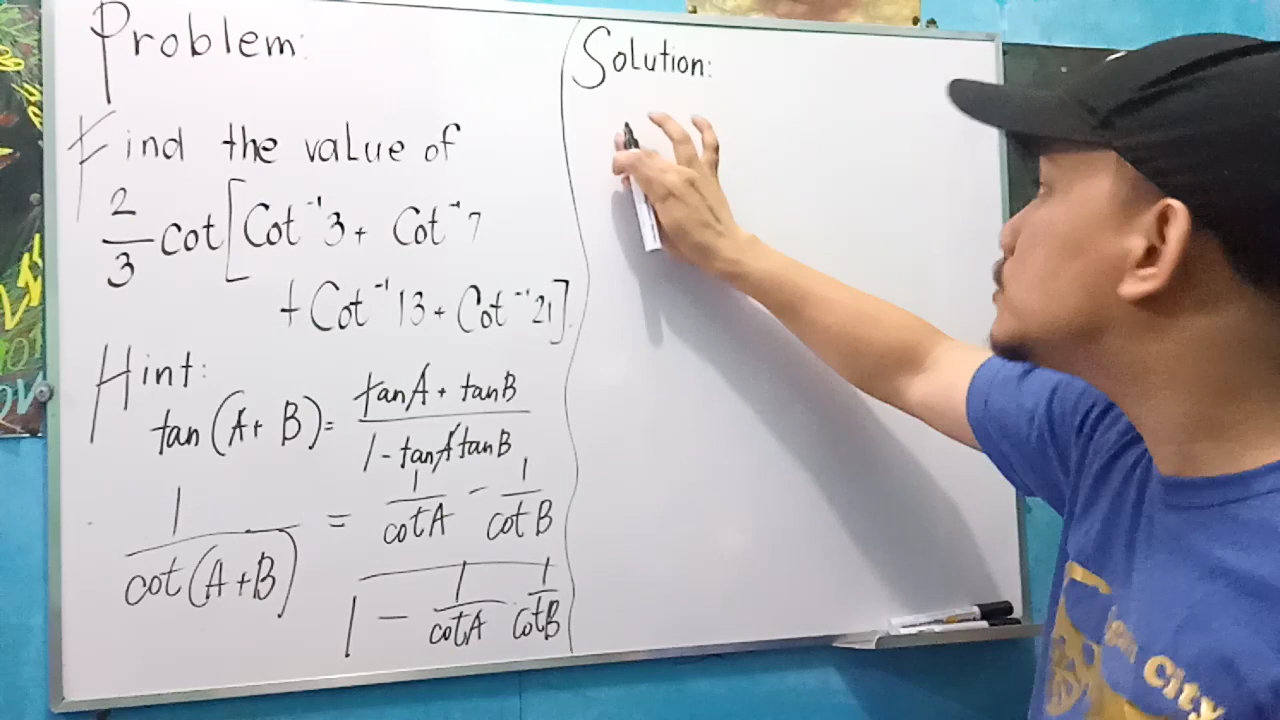 Problem:
Find the value of
2/3 cot[Cot⁻¹3 + Cot⁻¹7
+ Cot⁻¹13 + Cot⁻¹21].
Hint:
tan(A+B) = (tanA + tanB)/(1 - tanA tanB)
1/cot(A+B) = (1/cotA - 1/cotB)/(1 - 1/cotA · 1/cotB)
Solution:
City